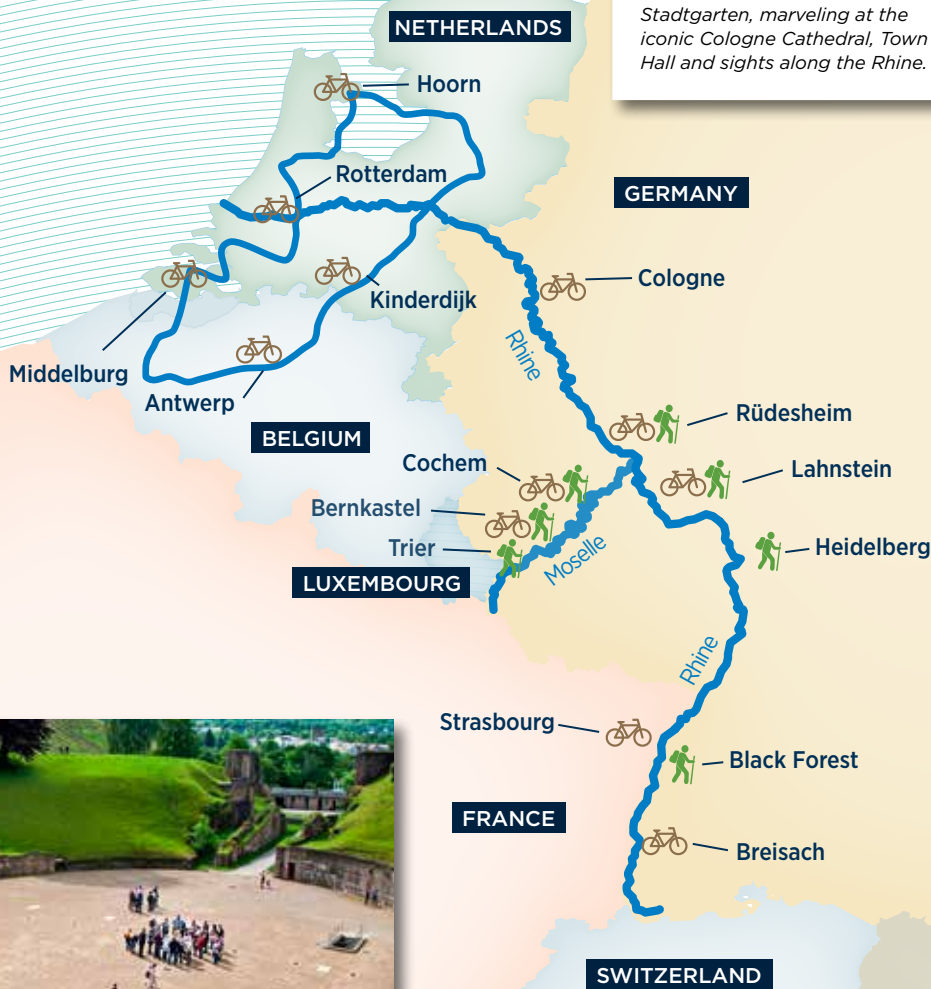 Stadtgarten, marveling at the
iconic Cologne Cathedral, Town
Hall and sights along the Rhine.
NETHERLANDS
Hoorn
Rotterdam
GERMANY
Cologne
Kinderdijk
Rhine
Middelburg
Antwerp
Rüdesheim
BELGIUM
Cochem
Lahnstein
Bernkastel
Trier
Heidelberg
Moselle
LUXEMBOURG
Rhine
Strasbourg
Black Forest
FRANCE
Breisach
SWITZERLAND